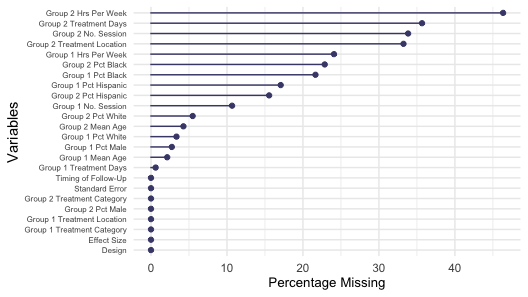 Group 2 Hrs Per Week
Group 2 Treatment Days
Group 2 No. Session
Group 2 Treatment Location
Group 1 Hrs Per Week
Group 2 Pct Black
Group 1 Pct Black
Group 1 Pct Hispanic
Group 2 Pct Hispanic
Group 1 No. Session
Group 2 Pct White
Group 2 Mean Age
Group 1 Pct White
Group 1 Pct Male
Group 1 Mean Age
Group 1 Treatment Days
Timing of Follow-Up
Standard Error
Group 2 Treatment Category
Group 2 Pct Male
Group 1 Treatment Location
Group 1 Treatment Category
Effect Size
Design
Variables
0 10 20 30 40
Percentage Missing